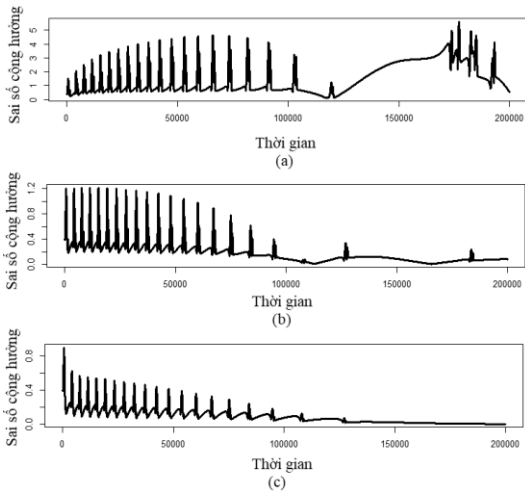 Sai số cộng hưởng
5
4
3
2
1
0
0 50000 100000 150000 200000
Thời gian
(a)
Sai số cộng hưởng
1.2
0.8
0.4
0.0
0 50000 100000 150000 200000
Thời gian
(b)
Sai số cộng hưởng
0.8
0.4
0.0
0 50000 100000 150000 200000
Thời gian
(c)